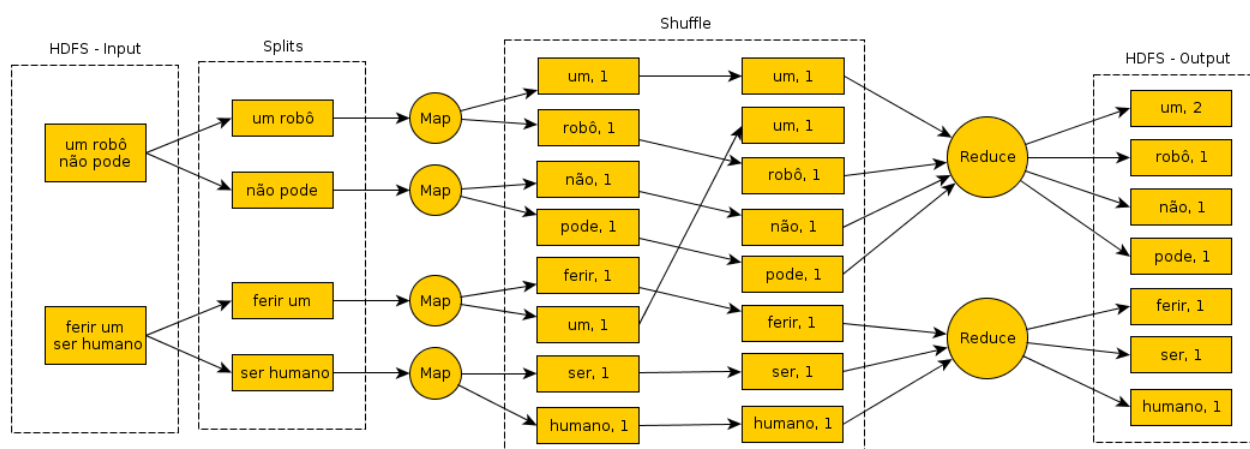 HDFS - Input
um robô
não pode
ferir um
ser humano
Splits
um robô
não pode
ferir um
ser humano
Map
Map
Map
Map
Shuffle
um, 1
robô, 1
não, 1
pode, 1
ferir, 1
um, 1
ser, 1
humano, 1
um, 1
um, 1
robô, 1
não, 1
pode, 1
ferir, 1
ser, 1
humano, 1
Reduce
Reduce
HDFS - Output
um, 2
robô, 1
não, 1
pode, 1
ferir, 1
ser, 1
humano, 1